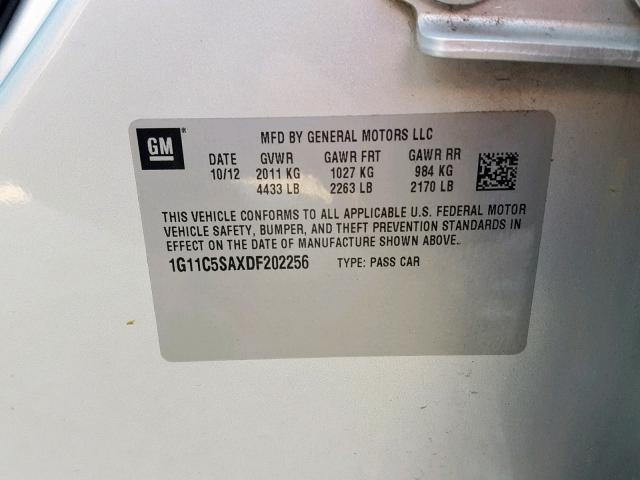 GM MFD BY GENERAL MOTORS LLC
DATE GVWR GAWR FRT GAWR RR
10/12 2011 KG 1027 KG 984 KG
4433 LB 2263 LB 2170 LB
THIS VEHICLE CONFORMS TO ALL APPLICABLE U.S. FEDERAL MOTOR
VEHICLE SAFETY, BUMPER, AND THEFT PREVENTION STANDARDS IN
EFFECT ON THE DATE OF MANUFACTURE SHOWN ABOVE..
1G11C5SAXDF202256 TYPE: PASS CAR